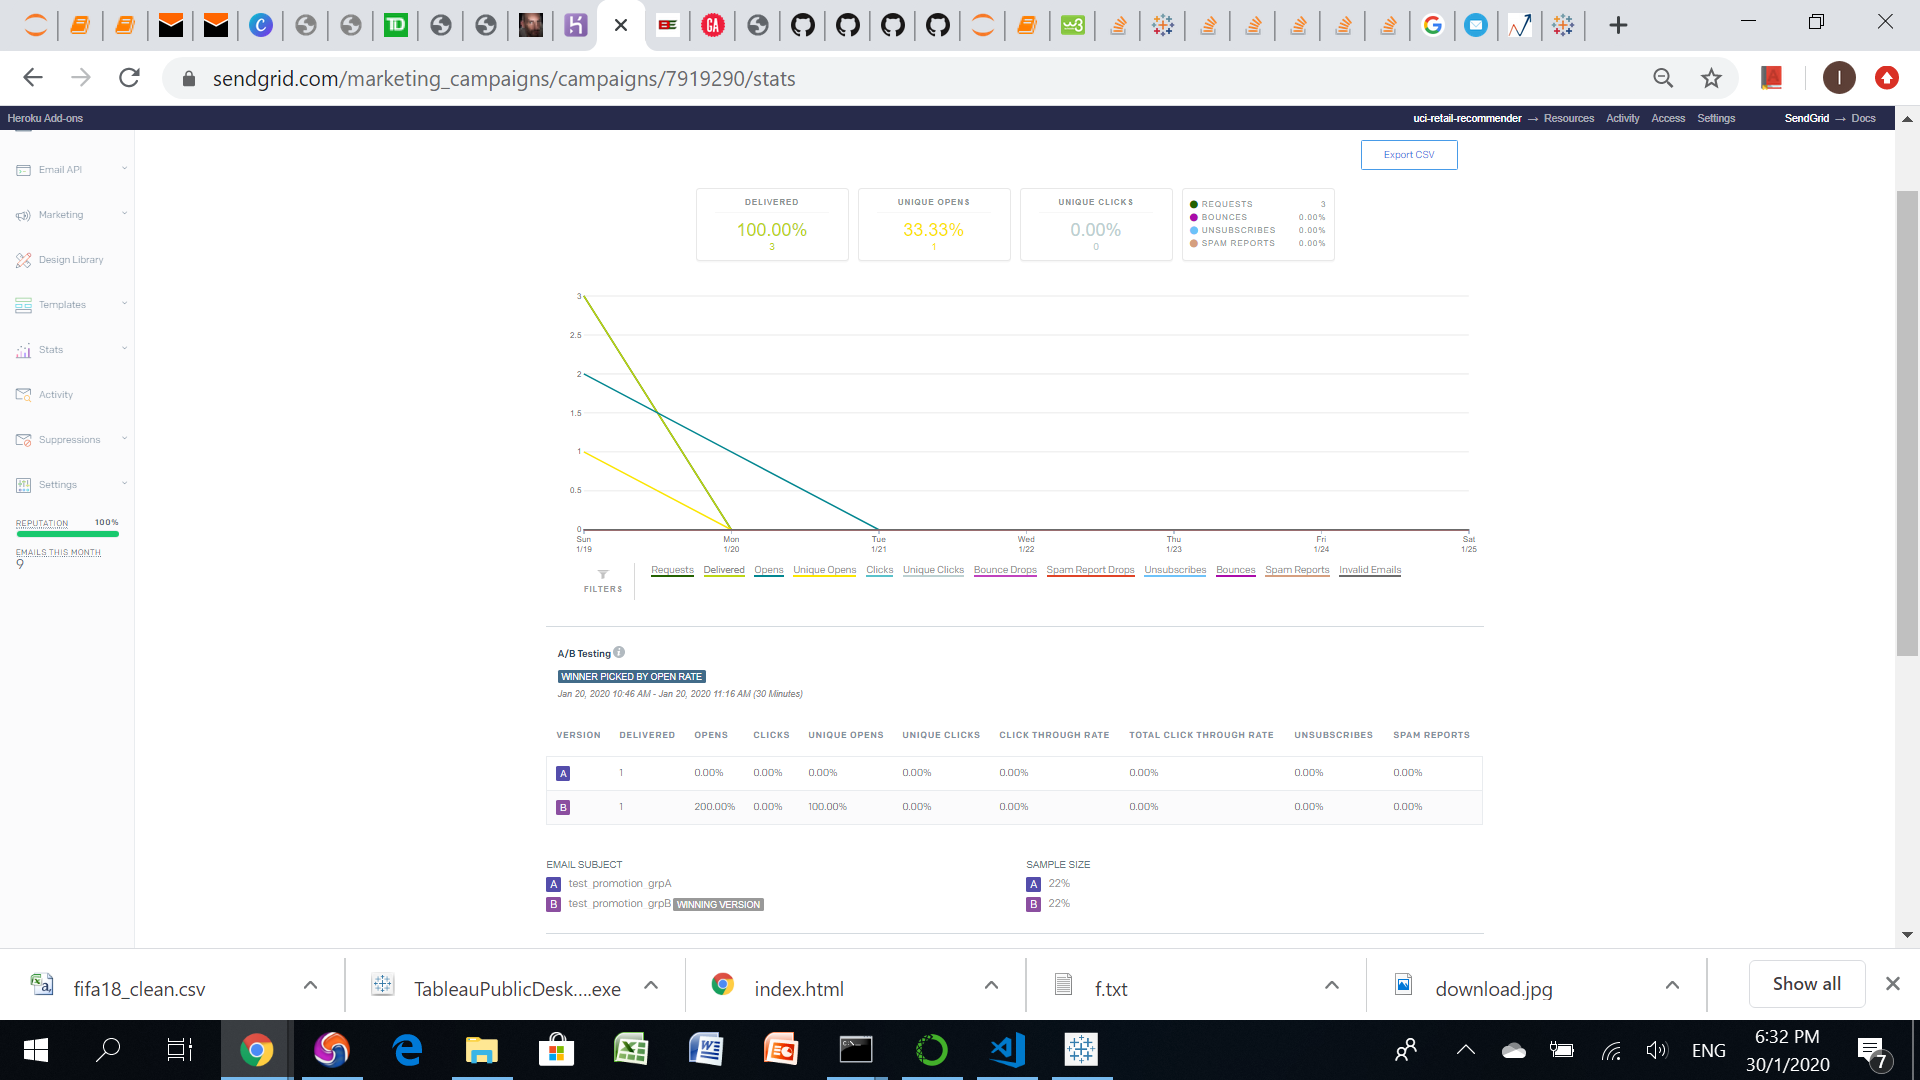 sendgrid.com/marketing_campaigns/campaigns/7919290/stats
Heroku Add-ons
uci-retail-recommender → Resources Activity Access Settings SendGrid → Docs
Email API
Marketing
Design Library
Templates
Stats
Activity
Suppressions
Settings
REPUTATION 100%
EMAILS THIS MONTH
9
Export CSV
DELIVERED
100.00%
3
UNIQUE OPENS
33.33%
1
UNIQUE CLICKS
0.00%
0
REQUESTS 3
BOUNCES 0.00%
UNSUBSCRIBES 0.00%
SPAM REPORTS 0.00%
3
2.5
2
1.5
1
0.5
0
Sun Mon Tue Wed Thu Fri Sat
1/19 1/20 1/21 1/22 1/23 1/24 1/25
FILTERS
Requests Delivered Opens Unique Opens Clicks Unique Clicks Bounce Drops Spam Report Drops Unsubscribes Bounces Spam Reports Invalid Emails
A/B Testing
WINNER PICKED BY OPEN RATE
Jan 20, 2020 10:46 AM - Jan 20, 2020 11:16 AM (30 Minutes)
VERSION DELIVERED OPENS CLICKS UNIQUE OPENS UNIQUE CLICKS CLICK THROUGH RATE TOTAL CLICK THROUGH RATE UNSUBSCRIBES SPAM REPORTS
A 1 0.00% 0.00% 0.00% 0.00% 0.00% 0.00% 0.00% 0.00%
B 1 200.00% 0.00% 100.00% 0.00% 0.00% 0.00% 0.00% 0.00%
EMAIL SUBJECT
A test promotion grpA
B test promotion grpB WINNING VERSION
SAMPLE SIZE
A 22%
B 22%
fifa18_clean.csv
TableauPublicDesk....exe
index.html
f.txt
download.jpg
Show all
ENG
6:32 PM
30/1/2020
7